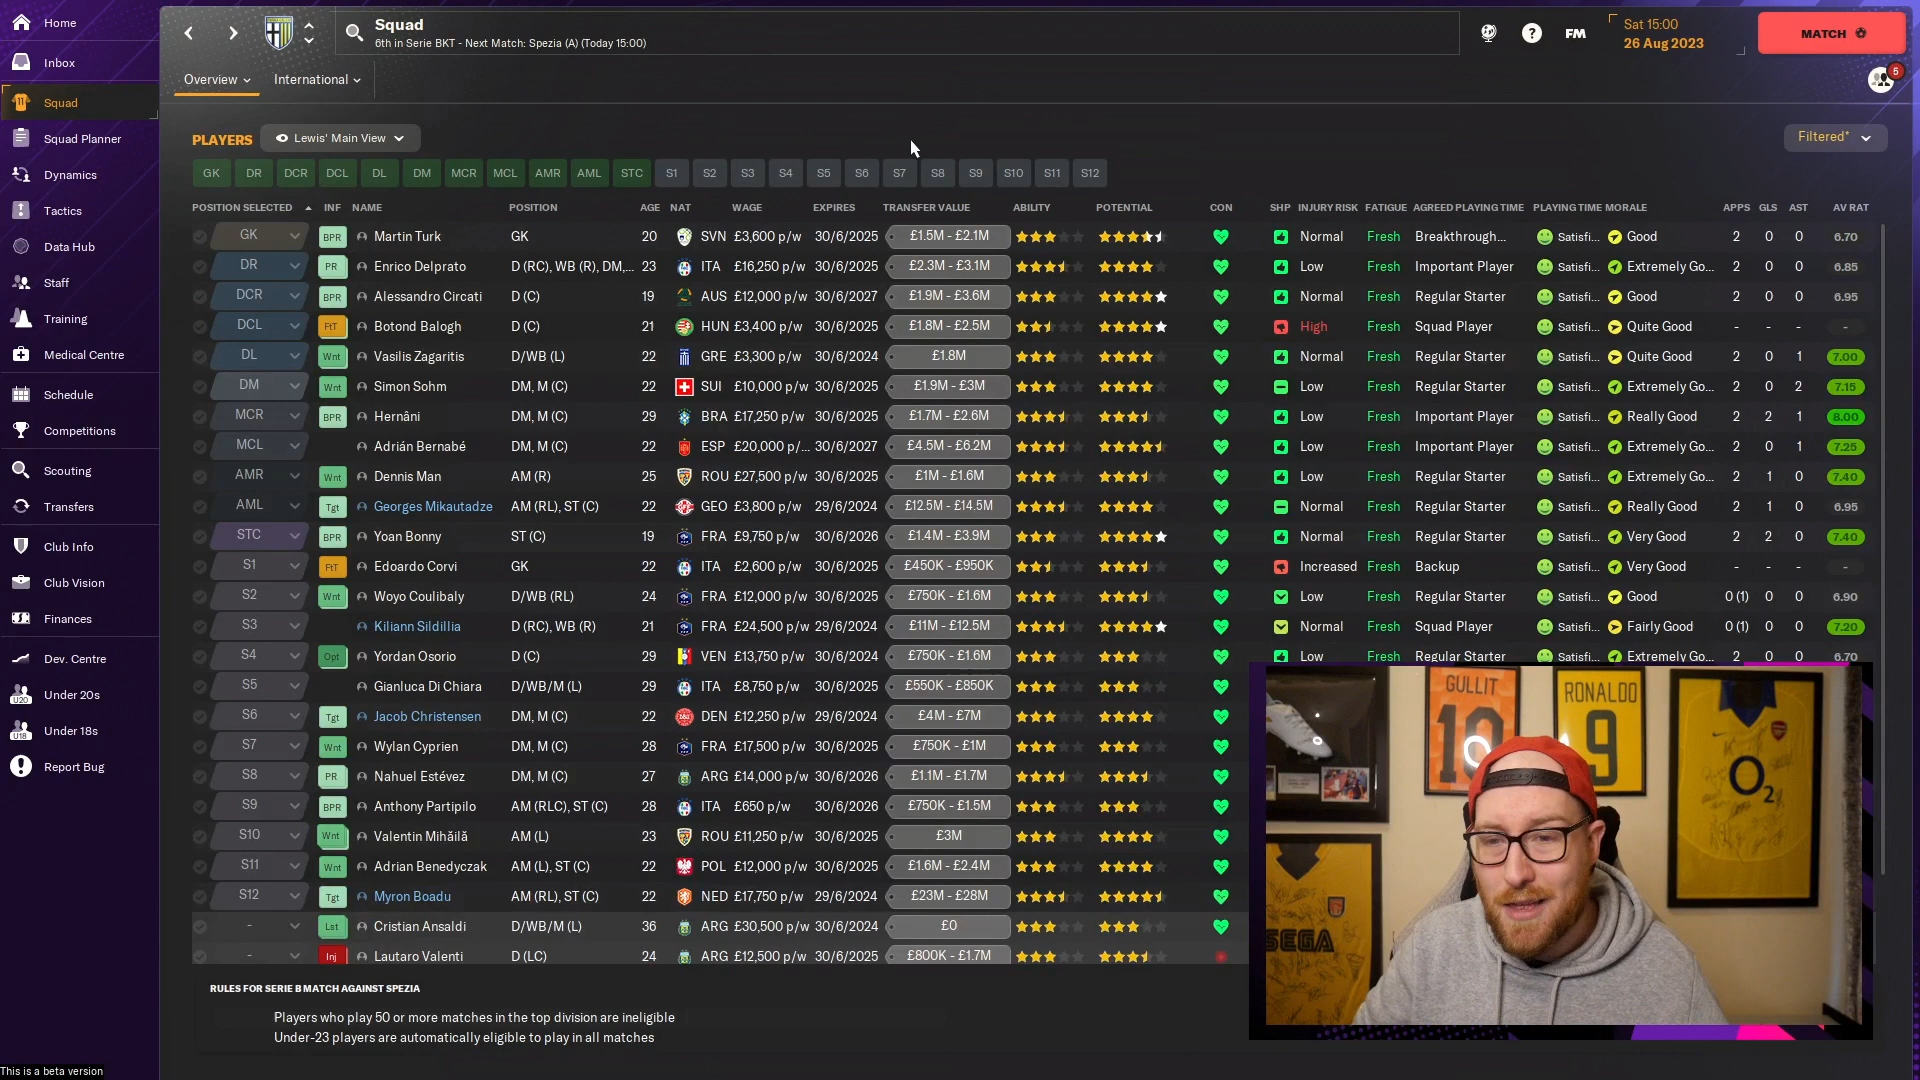 Home
Inbox
Squad
Squad Planner
Dynamics
Tactics
Data Hub
Staff
Training
Medical Centre
Schedule
Competitions
Scouting
Transfers
Club Info
Club Vision
Finances
Dev. Centre
Under 20s
Under 18s
Report Bug
This is a beta version
Squad
6th in Serie BKT - Next Match: Spezia (A) (Today 15:00)
FM
Sat 15:00
26 Aug 2023
MATCH
5
Overview International
PLAYERS Lewis' Main View Filtered*
GK DR DCR DCL DL DM MCR MCL AMR AML STC S1 S2 S3 S4 S5 S6 S7 S8 S9 S10 S11 S12
POSITION SELECTED INF NAME POSITION AGE NAT WAGE EXPIRES TRANSFER VALUE ABILITY POTENTIAL CON SHP INJURY RISK FATIGUE AGREED PLAYING TIME PLAYING TIME MORALE APPS GLS AST AV RAT
GK BPR Martin Turk GK 20 SVN £3,600 p/w 30/6/2025 £1.5M - £2.1M Normal Fresh Breakthrough... Satisfi... Good 2 0 0 6.70
DR PR Enrico Delprato D (RC), WB (R), DM,... 23 ITA £16,250 p/w 30/6/2025 £2.3M - £3.1M Low Fresh Important Player Satisfi... Extremely Go... 2 0 0 6.85
DCR BPR Alessandro Circati D (C) 19 AUS £12,000 p/w 30/6/2027 £1.9M - £3.6M Normal Fresh Regular Starter Satisfi... Good 2 0 0 6.95
DCL FtT Botond Balogh D (C) 21 HUN £3,400 p/w 30/6/2025 £1.8M - £2.5M High Fresh Squad Player Satisfi... Quite Good - - - -
DL Wnt Vasilis Zagaritis D/WB (L) 22 GRE £3,300 p/w 30/6/2024 £1.8M Normal Fresh Regular Starter Satisfi... Quite Good 2 0 1 7.00
DM Wnt Simon Sohm DM, M (C) 22 SUI £10,000 p/w 30/6/2025 £1.9M - £3M Low Fresh Regular Starter Satisfi... Extremely Go... 2 0 2 7.15
MCR BPR Hernâni DM, M (C) 29 BRA £17,250 p/w 30/6/2025 £1.7M - £2.6M Low Fresh Important Player Satisfi... Really Good 2 2 1 8.00
MCL Adrián Bernabé DM, M (C) 22 ESP £20,000 p/... 30/6/2027 £4.5M - £6.2M Low Fresh Important Player Satisfi... Extremely Go... 2 0 1 7.25
AMR Wnt Dennis Man AM (R) 25 ROU £27,500 p/w 30/6/2025 £1M - £1.6M Low Fresh Regular Starter Satisfi... Extremely Go... 2 1 0 7.40
AML Tgt Georges Mikautadze AM (RL), ST (C) 22 GEO £3,800 p/w 29/6/2024 £12.5M - £14.5M Normal Fresh Regular Starter Satisfi... Really Good 2 1 0 6.95
STC BPR Yoan Bonny ST (C) 19 FRA £9,750 p/w 30/6/2026 £1.4M - £3.9M Normal Fresh Regular Starter Satisfi... Very Good 2 2 0 7.40
S1 FtT Edoardo Corvi GK 22 ITA £2,600 p/w 30/6/2025 £450K - £950K Increased Fresh Backup Satisfi... Very Good - - - -
S2 Wnt Woyo Coulibaly D/WB (RL) 24 FRA £12,000 p/w 30/6/2025 £750K - £1.6M Low Fresh Regular Starter Satisfi... Good 0 (1) 0 0 6.90
S3 Kiliann Sildillia D (RC), WB (R) 21 FRA £24,500 p/w 29/6/2024 £11M - £12.5M Normal Fresh Squad Player Satisfi... Fairly Good 0 (1) 0 0 7.20
S4 Opt Yordan Osorio D (C) 29 VEN £13,750 p/w 30/6/2024 £750K - £1.6M Low Fresh Regular Starter Satisfi... Extremely Go... 2 0 0 6.70
S5 Gianluca Di Chiara D/WB/M (L) 29 ITA £8,750 p/w 30/6/2025 £550K - £850K
S6 Tgt Jacob Christensen DM, M (C) 22 DEN £12,250 p/w 29/6/2024 £4M - £7M
S7 Wnt Wylan Cyprien DM, M (C) 28 FRA £17,500 p/w 30/6/2025 £750K - £1M
S8 PR Nahuel Estévez DM, M (C) 27 ARG £14,000 p/w 30/6/2026 £1.1M - £1.7M
S9 BPR Anthony Partipilo AM (RLC), ST (C) 28 ITA £650 p/w 30/6/2026 £750K - £1.5M
S10 Wnt Valentin Mihăilă AM (L) 23 ROU £11,250 p/w 30/6/2025 £3M
S11 Wnt Adrian Benedyczak AM (L), ST (C) 22 POL £12,000 p/w 30/6/2025 £1.6M - £2.4M
S12 Tgt Myron Boadu AM (RL), ST (C) 22 NED £17,750 p/w 29/6/2024 £23M - £28M
- Lst Cristian Ansaldi D/WB/M (L) 36 ARG £30,500 p/w 30/6/2024 £0
- Inj Lautaro Valenti D (LC) 24 ARG £12,500 p/w 30/6/2025 £800K - £1.7M
RULES FOR SERIE B MATCH AGAINST SPEZIA
Players who play 50 or more matches in the top division are ineligible
Under-23 players are automatically eligible to play in all matches
GULLIT
10
RONALDO
9
O2
SEGA